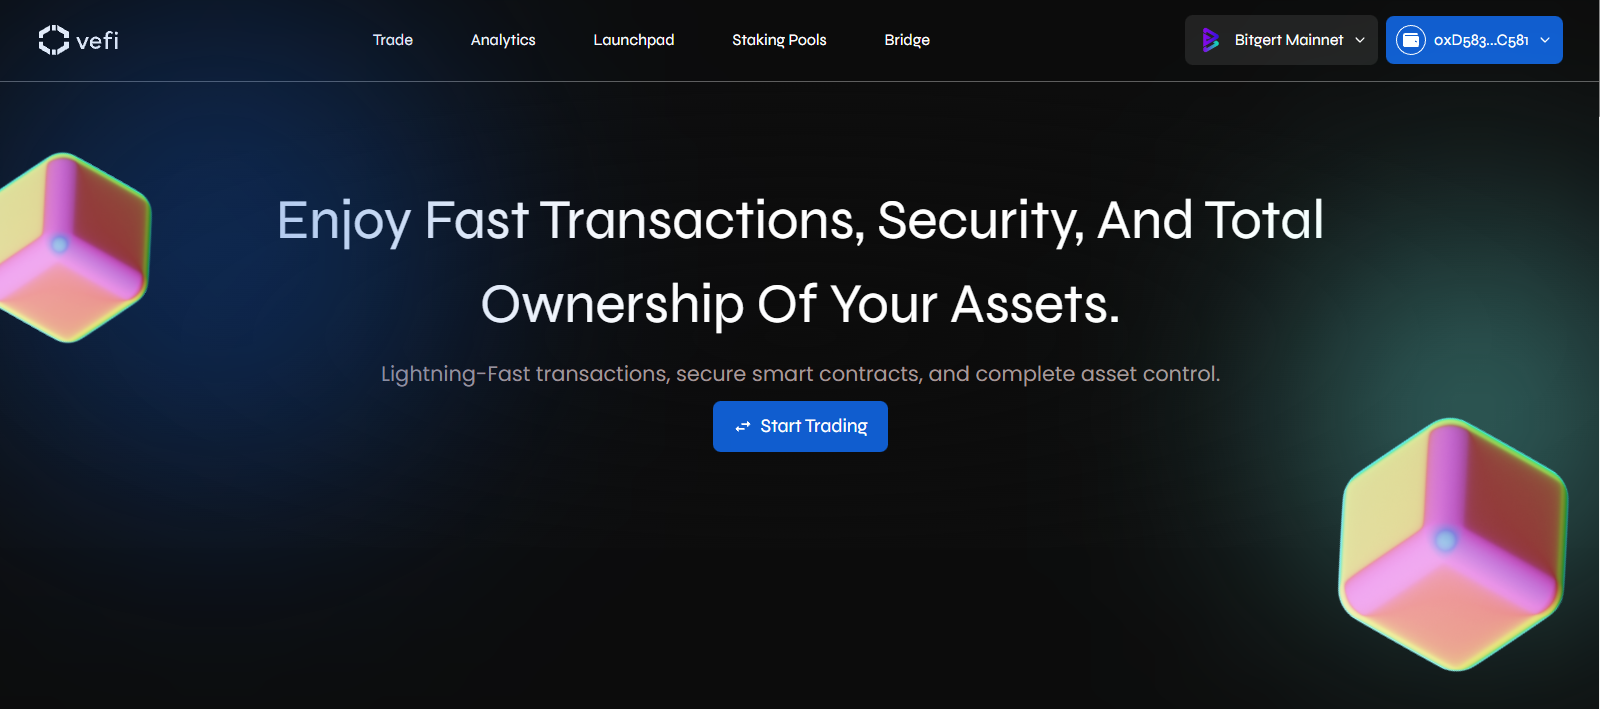 vefi
Trade
Analytics
Launchpad
Staking Pools
Bridge
Bitgert Mainnet
0xD583...C581
Enjoy Fast Transactions, Security, And Total
Ownership Of Your Assets.
Lightning-Fast transactions, secure smart contracts, and complete asset control.
Start Trading